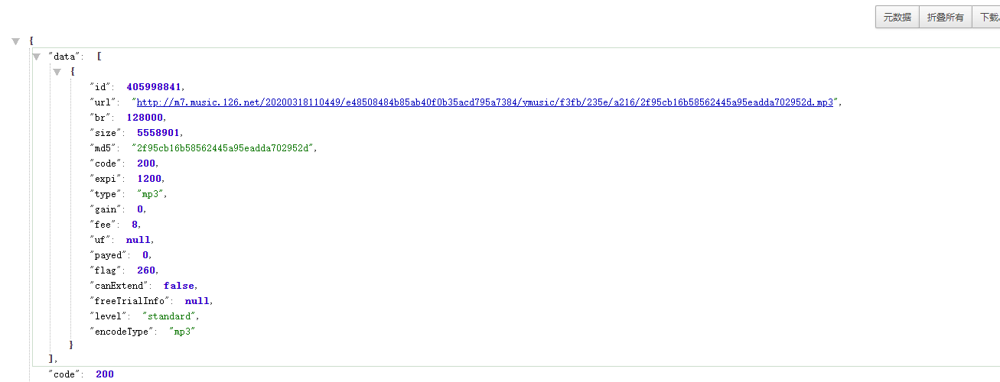 元数据 折叠所有 下载
{
"data": [
{
"id": 405998841,
"url": "http://m7.music.126.net/20200318110449/e48508484b85ab40f0b35acd795a7384/ymusic/f3fb/235e/a216/2f95cb16b58562445a95eadda702952d.mp3",
"br": 128000,
"size": 5558901,
"md5": "2f95cb16b58562445a95eadda702952d",
"code": 200,
"expi": 1200,
"type": "mp3",
"gain": 0,
"fee": 8,
"uf": null,
"payed": 0,
"flag": 260,
"canExtend": false,
"freeTrialInfo": null,
"level": "standard",
"encodeType": "mp3"
}
],
"code": 200